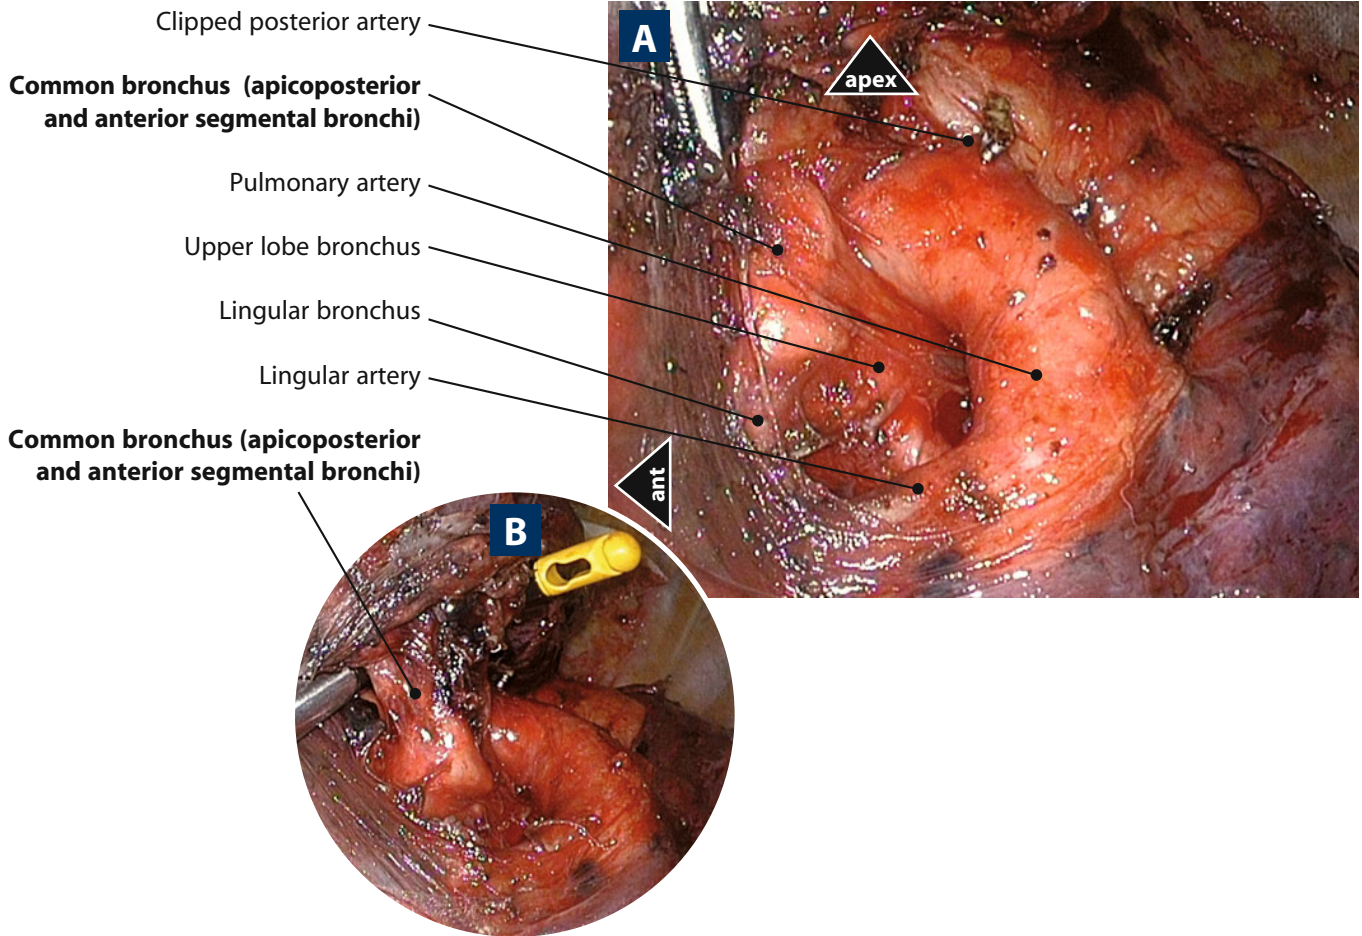 Clipped posterior artery
Common bronchus (apicoposterior
and anterior segmental bronchi)
Pulmonary artery
Upper lobe bronchus
Lingular bronchus
Lingular artery
Common bronchus (apicoposterior
and anterior segmental bronchi)
A
apex
ant
B